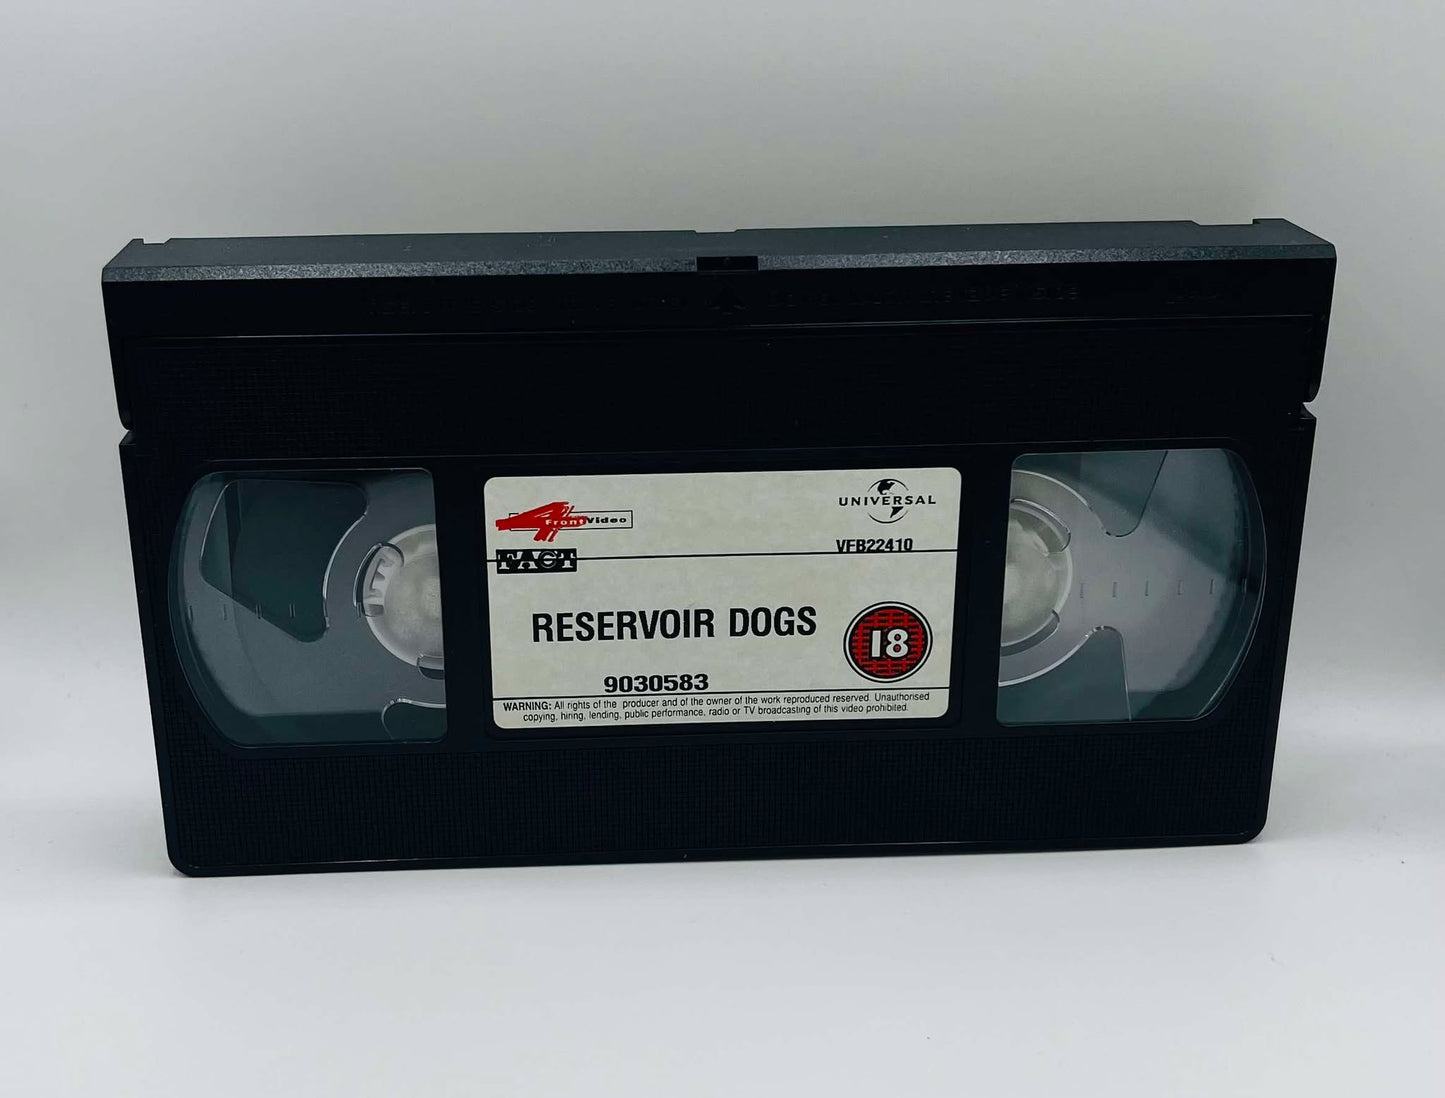 4FrontVideo
UNIVERSAL
VFB22410
FACT
RESERVOIR DOGS
18
9030583
WARNING: All rights of the producer and of the owner of the work reproduced reserved. Unauthorised
copying, hiring, lending, public performance, radio or TV broadcasting of this video prohibited.